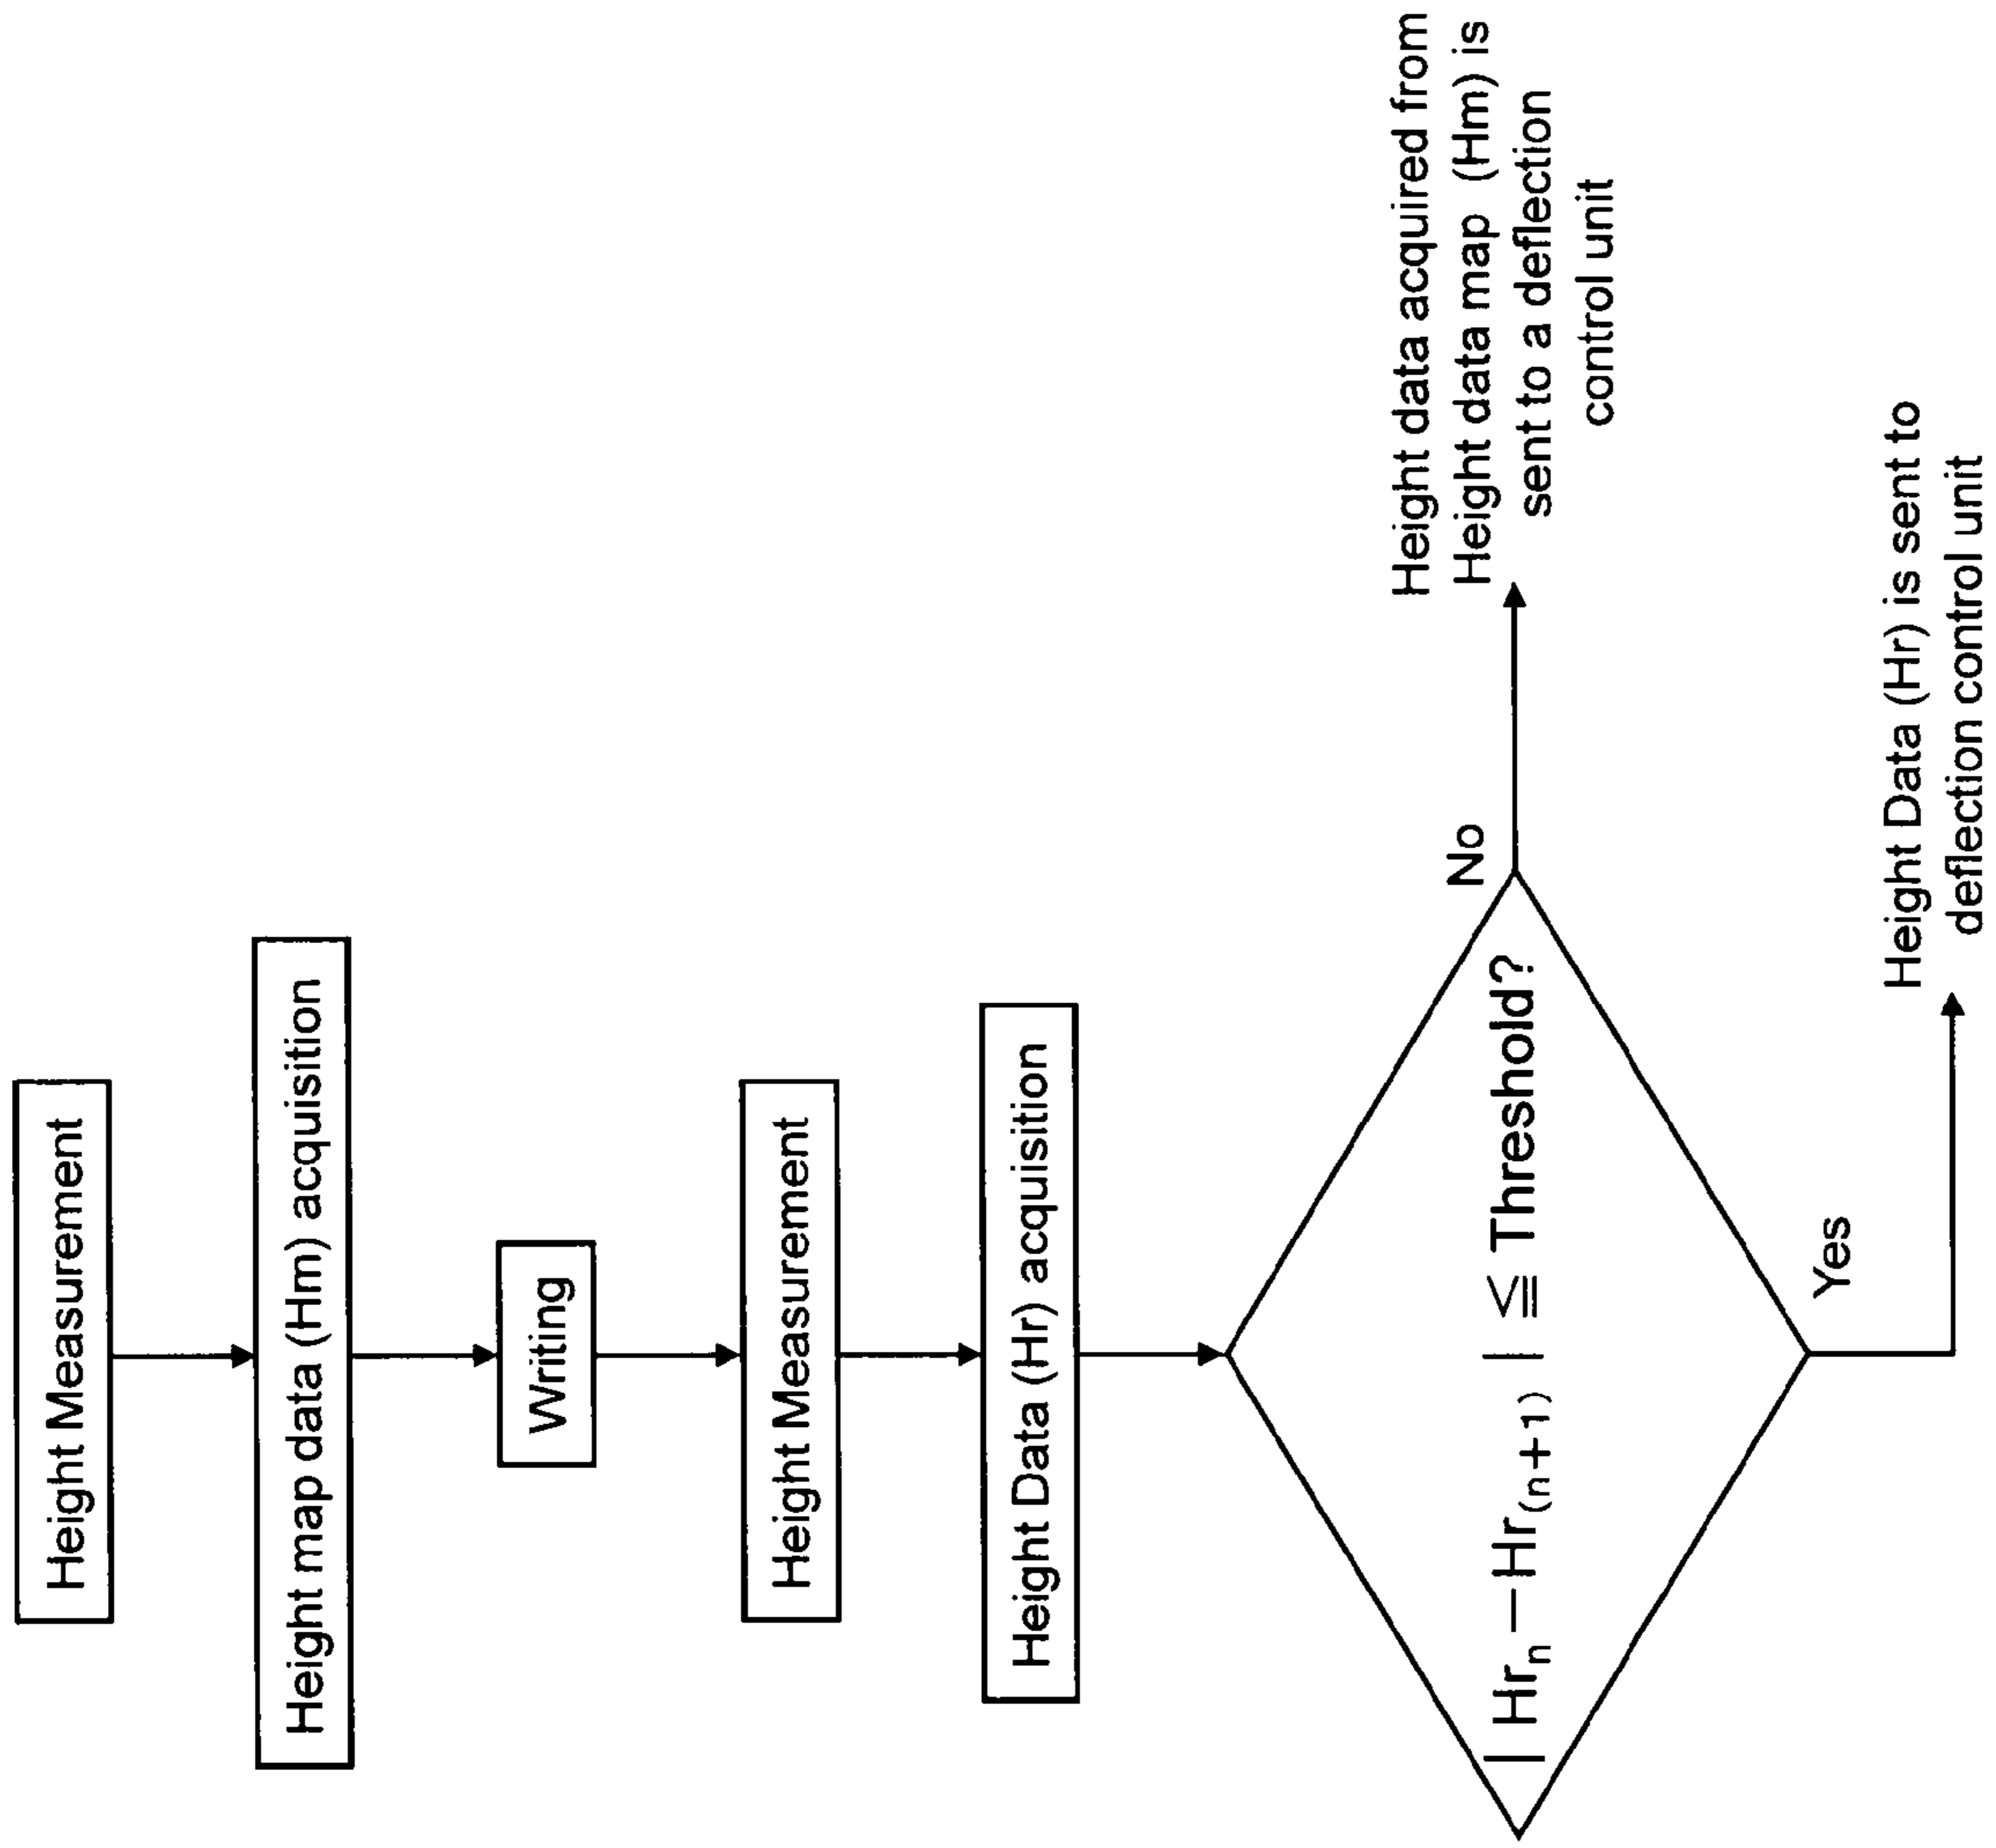 Height Measurement
Height map data (Hm) acquisition
Writing
Height Measurement
Height Data (Hr) acquisition
| Hrₙ − Hr₍ₙ₊₁₎ | ≦ Threshold?
No
Height data acquired from
Height data map (Hm) is
sent to a deflection
control unit
Yes
Height Data (Hr) is sent to
deflection control unit